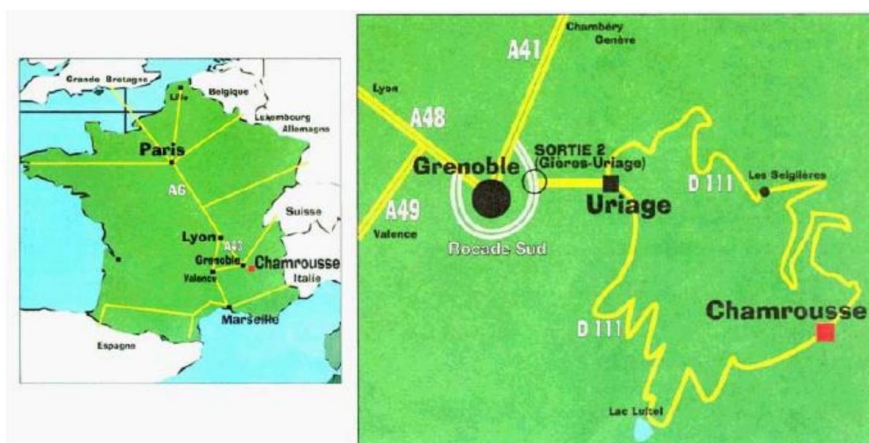 Grande Bretagne
Lille
Belgique
Luxembourg
Allemagne
Paris
A6
Suisse
Lyon
A43
Grenoble
Chamrousse
Valence
Italie
Marseille
Espagne
Chambéry
Genève
A41
Lyon
A48
SORTIE 2
(Gières-Uriage)
Grenoble
Les Seiglières
D 111
Uriage
A49
Valence
Rocade Sud
Chamrousse
D 111
Lac Luitel